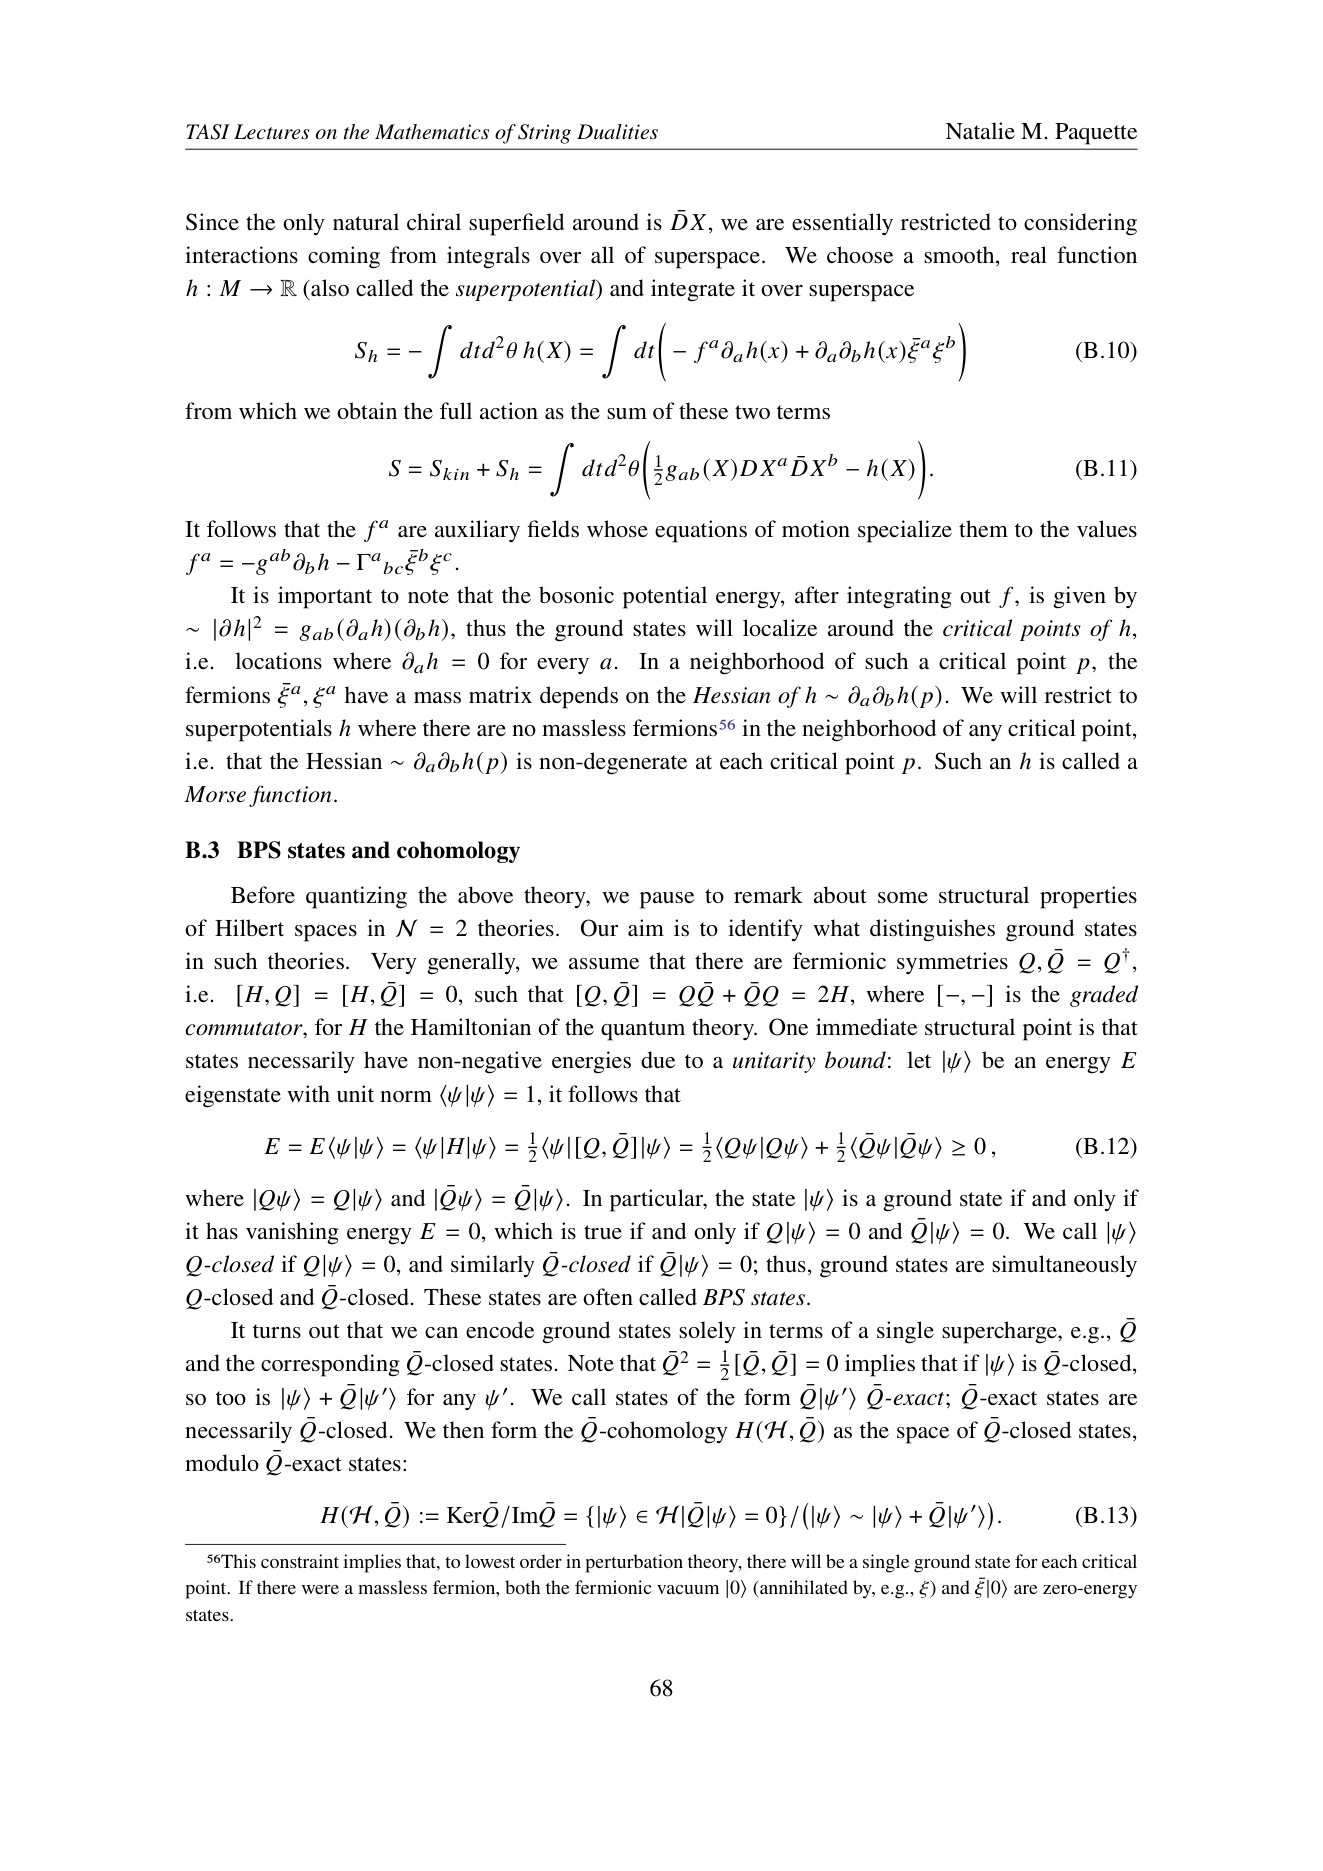 TASI Lectures on the Mathematics of String Dualities Natalie M. Paquette
Since the only natural chiral superfield around is D̄X, we are essentially restricted to considering
interactions coming from integrals over all of superspace. We choose a smooth, real function
h : M → ℝ (also called the superpotential) and integrate it over superspace
S_h = − ∫ dtd²θ h(X) = ∫ dt( − f^a ∂_a h(x) + ∂_a ∂_b h(x) ξ̄^a ξ^b ) (B.10)
from which we obtain the full action as the sum of these two terms
S = S_kin + S_h = ∫ dtd²θ( ½ g_ab(X) DX^a D̄X^b − h(X) ). (B.11)
It follows that the f^a are auxiliary fields whose equations of motion specialize them to the values
f^a = −g^ab ∂_b h − Γ^a_bc ξ̄^b ξ^c.
It is important to note that the bosonic potential energy, after integrating out f, is given by
∼ |∂h|² = g_ab(∂_a h)(∂_b h), thus the ground states will localize around the critical points of h,
i.e. locations where ∂_a h = 0 for every a. In a neighborhood of such a critical point p, the
fermions ξ̄^a, ξ^a have a mass matrix depends on the Hessian of h ∼ ∂_a ∂_b h(p). We will restrict to
superpotentials h where there are no massless fermions⁵⁶ in the neighborhood of any critical point,
i.e. that the Hessian ∼ ∂_a ∂_b h(p) is non-degenerate at each critical point p. Such an h is called a
Morse function.
B.3 BPS states and cohomology
Before quantizing the above theory, we pause to remark about some structural properties
of Hilbert spaces in 𝒩 = 2 theories. Our aim is to identify what distinguishes ground states
in such theories. Very generally, we assume that there are fermionic symmetries Q, Q̄ = Q†,
i.e. [H, Q] = [H, Q̄] = 0, such that [Q, Q̄] = QQ̄ + Q̄Q = 2H, where [−, −] is the graded
commutator, for H the Hamiltonian of the quantum theory. One immediate structural point is that
states necessarily have non-negative energies due to a unitarity bound: let |ψ⟩ be an energy E
eigenstate with unit norm ⟨ψ|ψ⟩ = 1, it follows that
E = E⟨ψ|ψ⟩ = ⟨ψ|H|ψ⟩ = ½⟨ψ|[Q, Q̄]|ψ⟩ = ½⟨Qψ|Qψ⟩ + ½⟨Q̄ψ|Q̄ψ⟩ ≥ 0 , (B.12)
where |Qψ⟩ = Q|ψ⟩ and |Q̄ψ⟩ = Q̄|ψ⟩. In particular, the state |ψ⟩ is a ground state if and only if
it has vanishing energy E = 0, which is true if and only if Q|ψ⟩ = 0 and Q̄|ψ⟩ = 0. We call |ψ⟩
Q-closed if Q|ψ⟩ = 0, and similarly Q̄-closed if Q̄|ψ⟩ = 0; thus, ground states are simultaneously
Q-closed and Q̄-closed. These states are often called BPS states.
It turns out that we can encode ground states solely in terms of a single supercharge, e.g., Q̄
and the corresponding Q̄-closed states. Note that Q̄² = ½[Q̄, Q̄] = 0 implies that if |ψ⟩ is Q̄-closed,
so too is |ψ⟩ + Q̄|ψ′⟩ for any ψ′. We call states of the form Q̄|ψ′⟩ Q̄-exact; Q̄-exact states are
necessarily Q̄-closed. We then form the Q̄-cohomology H(ℋ, Q̄) as the space of Q̄-closed states,
modulo Q̄-exact states:
H(ℋ, Q̄) := KerQ̄/ImQ̄ = {|ψ⟩ ∈ ℋ|Q̄|ψ⟩ = 0}/(|ψ⟩ ∼ |ψ⟩ + Q̄|ψ′⟩). (B.13)
⁵⁶This constraint implies that, to lowest order in perturbation theory, there will be a single ground state for each critical
point. If there were a massless fermion, both the fermionic vacuum |0⟩ (annihilated by, e.g., ξ) and ξ̄|0⟩ are zero-energy
states.
68